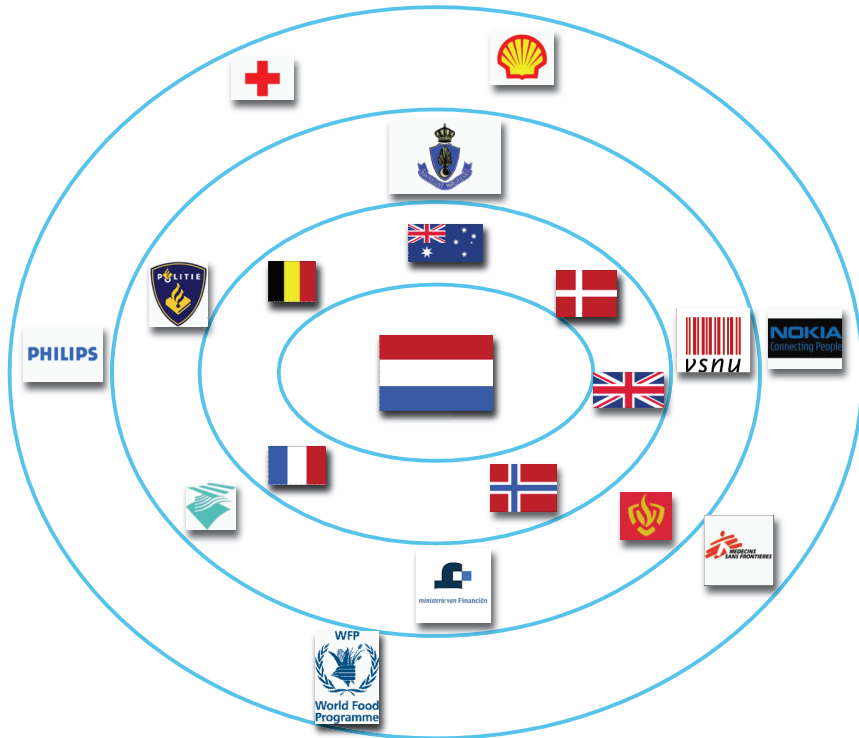 POLITIE
PHILIPS
vsnu
NOKIA
Connecting People
MEDECINS
SANS FRONTIERES
ministerie van Financiën
WFP
World Food
Programme